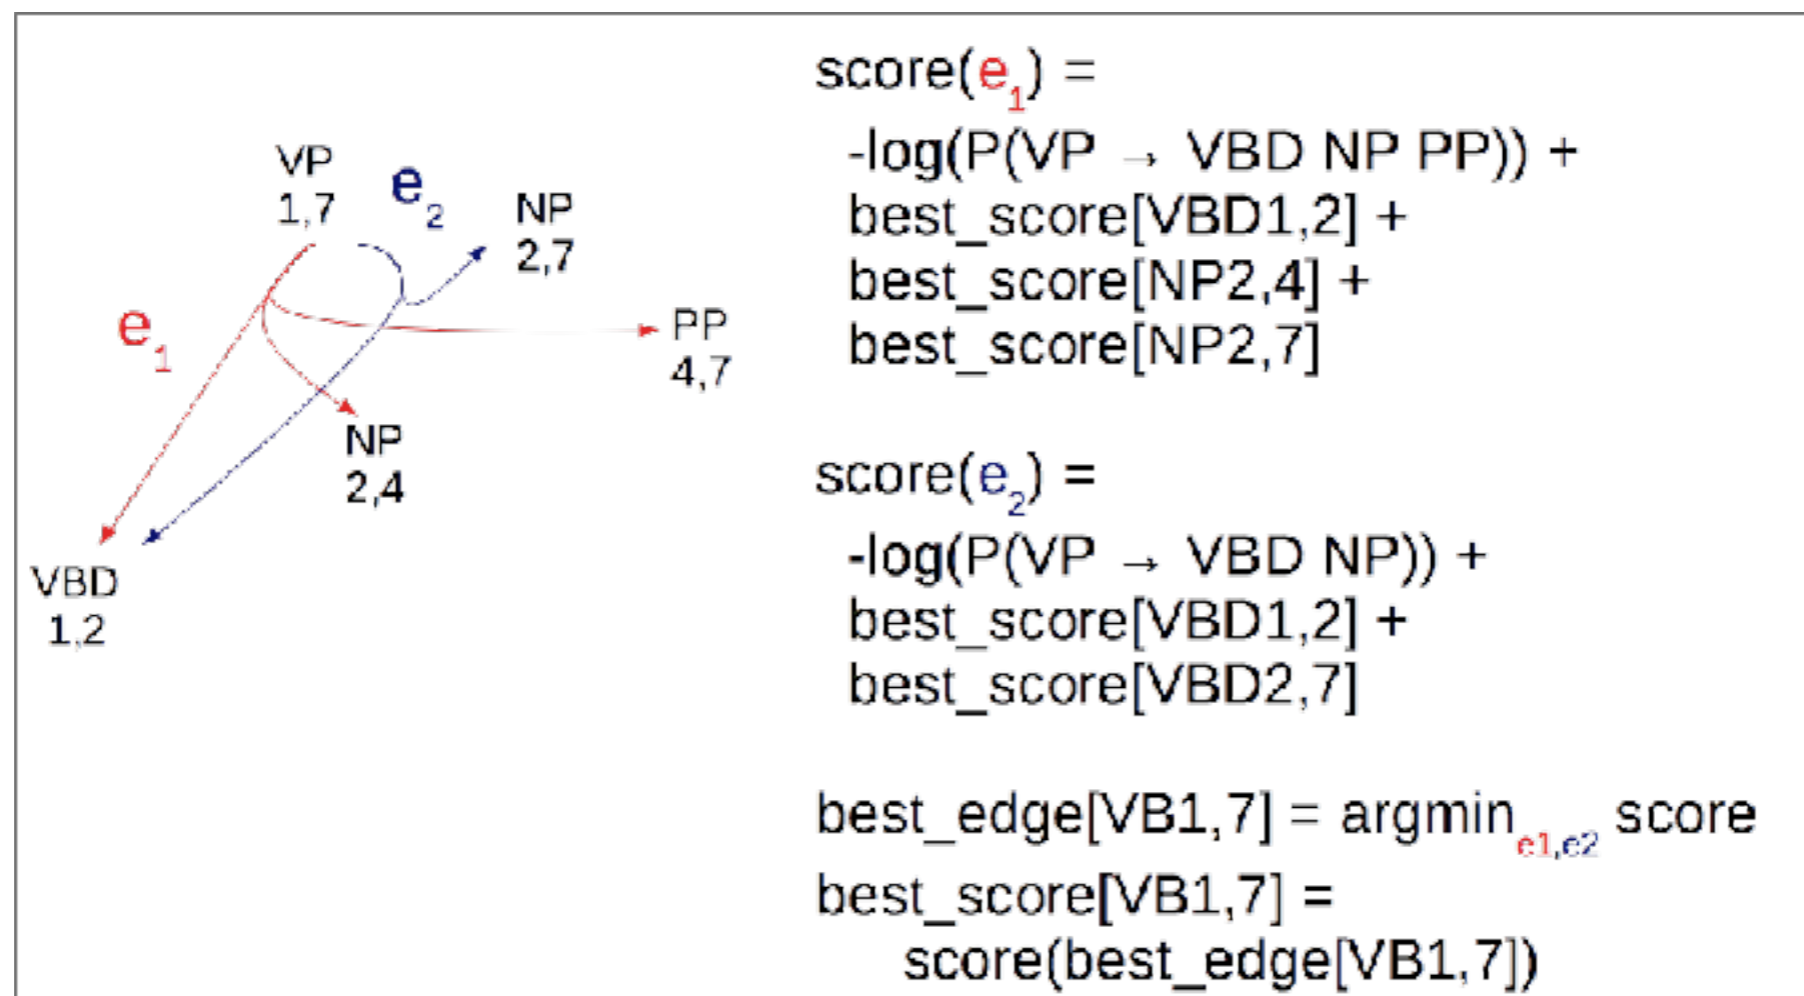 VP
1,7
e2
NP
2,7
e1
PP
4,7
NP
2,4
VBD
1,2
score(e1) =
-log(P(VP → VBD NP PP)) +
best_score[VBD1,2] +
best_score[NP2,4] +
best_score[NP2,7]
score(e2) =
-log(P(VP → VBD NP)) +
best_score[VBD1,2] +
best_score[VBD2,7]
best_edge[VB1,7] = argmin e1,e2 score
best_score[VB1,7] =
score(best_edge[VB1,7])